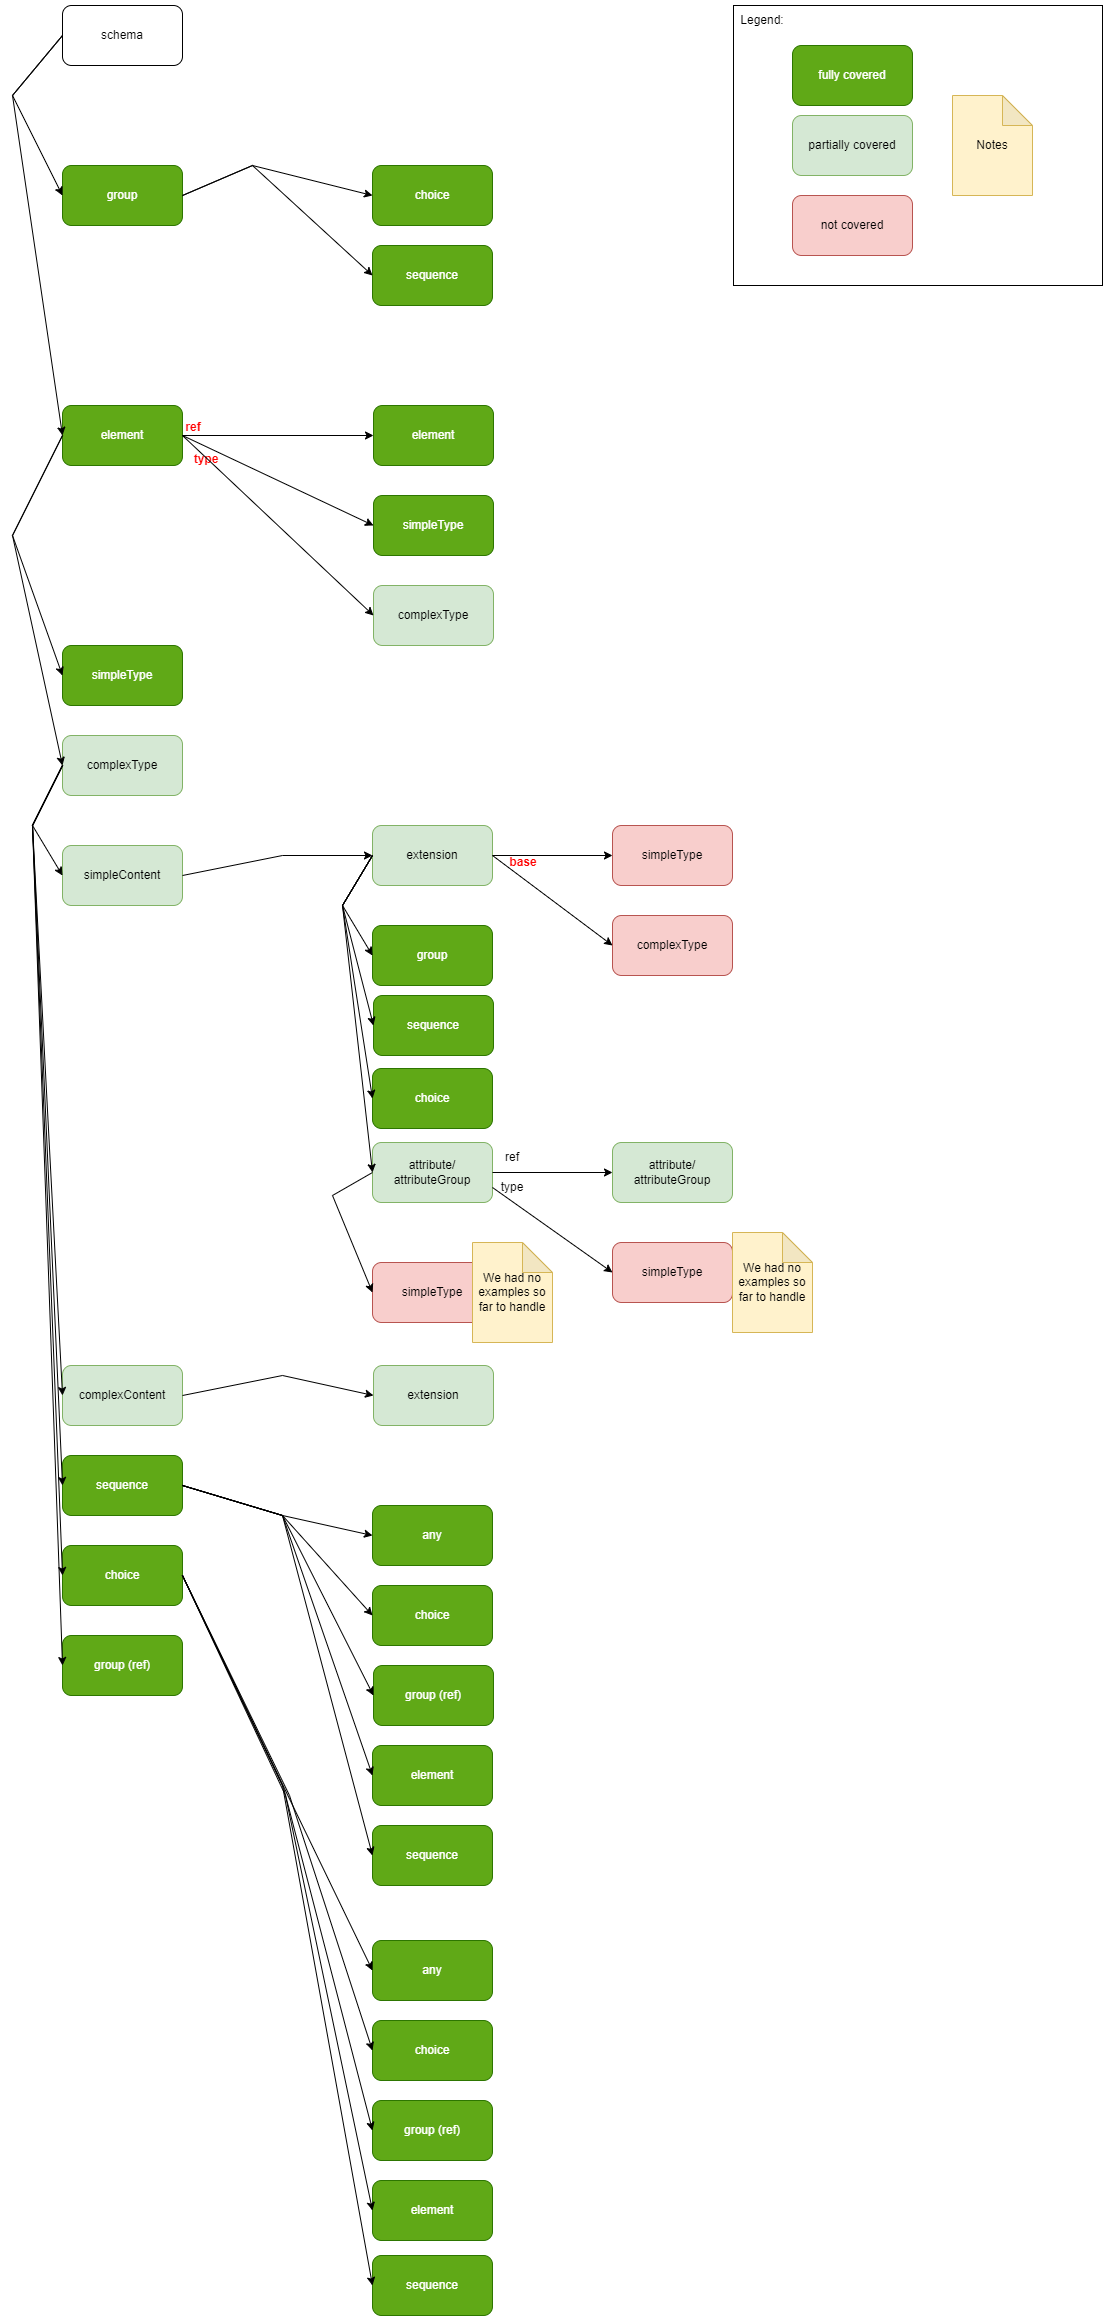 schema
Legend:
fully covered
partially covered
Notes
not covered
group
choice
sequence
element
ref
type
element
simpleType
complexType
simpleType
complexType
simpleContent
extension
base
simpleType
complexType
group
sequence
choice
attribute/
attributeGroup
ref
type
attribute/
attributeGroup
simpleType
We had no
examples so
far to handle
simpleType
We had no
examples so
far to handle
complexContent
extension
sequence
any
choice
choice
group (ref)
group (ref)
element
sequence
any
choice
group (ref)
element
sequence